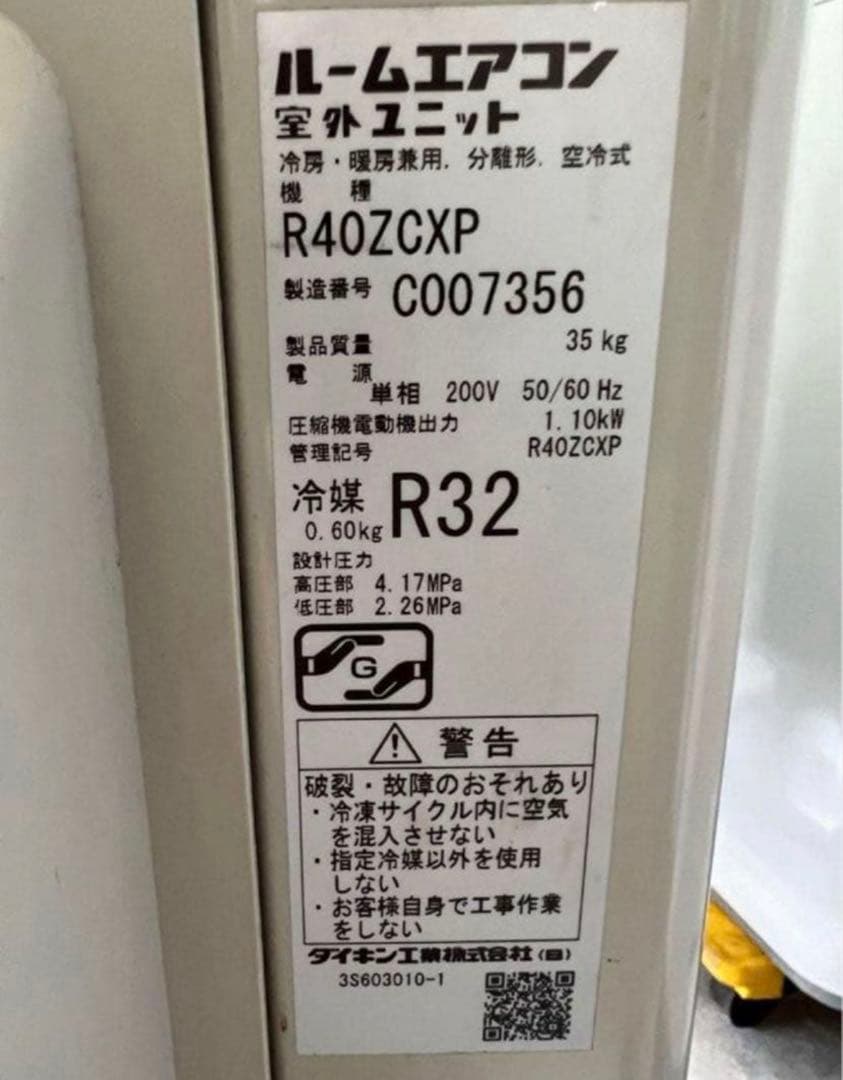 ルームエアコン
室外ユニット
冷房・暖房兼用. 分離形. 空冷式
機 種
R40ZCXP
製造番号 C007356
製品質量 35 kg
電 源
単相 200V 50/60 Hz
圧縮機電動機出力 1.10kW
管理記号 R40ZCXP
冷媒 R32
0.60kg
設計圧力
高圧部 4.17MPa
低圧部 2.26MPa
G
警告
破裂・故障のおそれあり
・冷凍サイクル内に空気
を混入させない
・指定冷媒以外を使用
しない
・お客様自身で工事作業
をしない
ダイキン工業株式会社(日)
3S603010-1